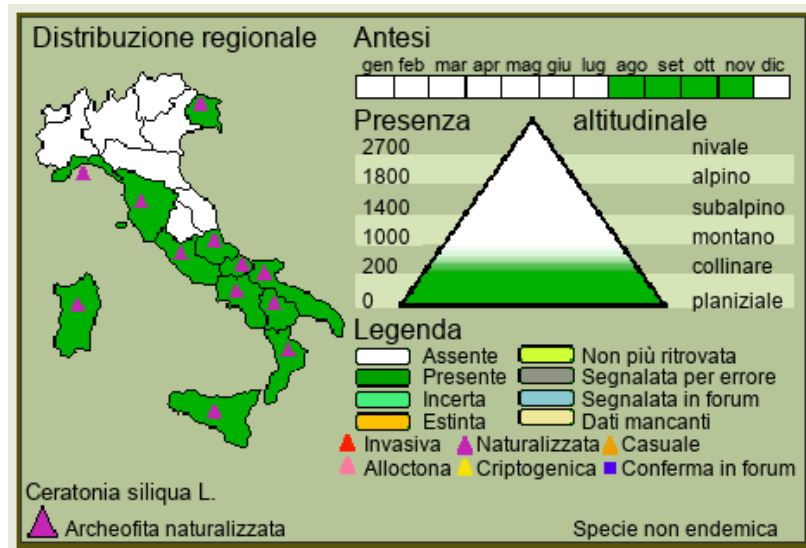 Distribuzione regionale
Antesi
gen feb mar apr mag giu lug ago set ott nov dic
Presenza altitudinale
2700 nivale
1800 alpino
1400 subalpino
1000 montano
200 collinare
0 planiziale
Legenda
Assente Non più ritrovata
Presente Segnalata per errore
Incerta Segnalata in forum
Estinta Dati mancanti
Invasiva Naturalizzata Casuale
Alloctona Criptogenica Conferma in forum
Ceratonia siliqua L.
Archeofita naturalizzata
Specie non endemica